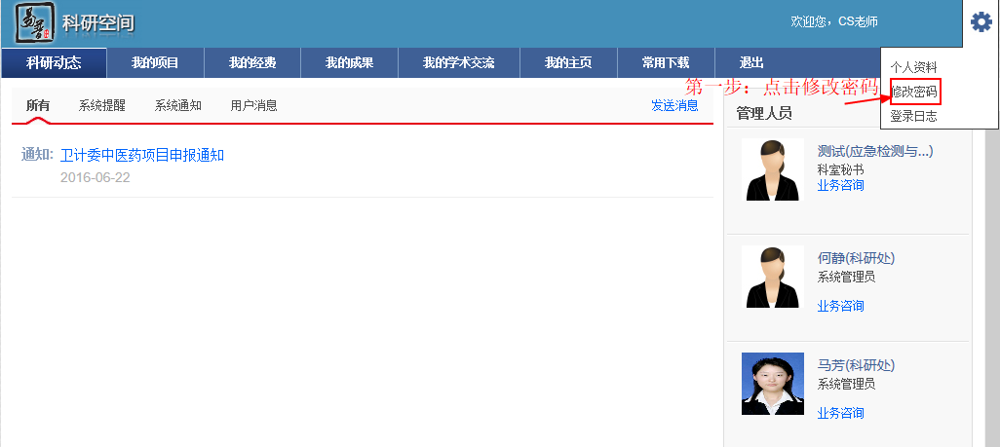 易普 科研空间
欢迎您，CS老师
科研动态 我的项目 我的经费 我的成果 我的学术交流 我的主页 常用下载 退出
个人资料
修改密码
登录日志
第一步：点击修改密码
所有 系统提醒 系统通知 用户消息 发送消息
通知: 卫计委中医药项目申报通知
2016-06-22
管理人员
测试(应急检测与...)
科室秘书
业务咨询
何静(科研处)
系统管理员
业务咨询
马芳(科研处)
系统管理员
业务咨询